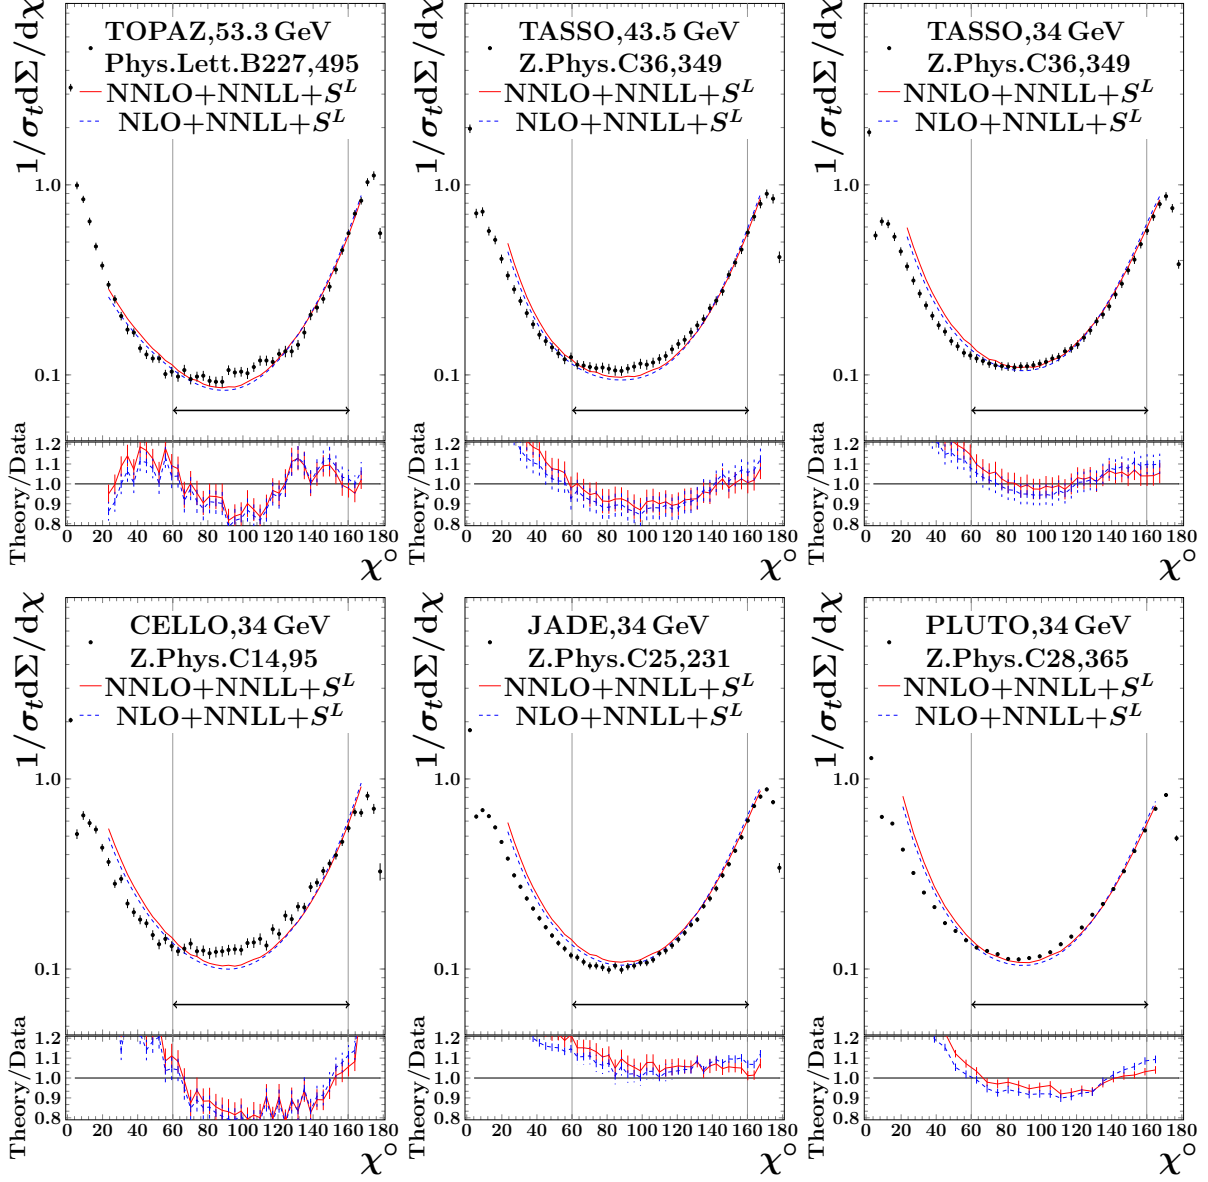 1/σtdΣ/dχ
TOPAZ,53.3 GeV
Phys.Lett.B227,495
NNLO+NNLL+S^L
NLO+NNLL+S^L
1.0
0.1
Theory/Data
1.2
1.1
1.0
0.9
0.8
0 20 40 60 80 100 120 140 160 180
χ°
1/σtdΣ/dχ
TASSO,43.5 GeV
Z.Phys.C36,349
NNLO+NNLL+S^L
NLO+NNLL+S^L
1.0
0.1
Theory/Data
1.2
1.1
1.0
0.9
0.8
0 20 40 60 80 100 120 140 160 180
χ°
1/σtdΣ/dχ
TASSO,34 GeV
Z.Phys.C36,349
NNLO+NNLL+S^L
NLO+NNLL+S^L
1.0
0.1
Theory/Data
1.2
1.1
1.0
0.9
0.8
0 20 40 60 80 100 120 140 160 180
χ°
1/σtdΣ/dχ
CELLO,34 GeV
Z.Phys.C14,95
NNLO+NNLL+S^L
NLO+NNLL+S^L
1.0
0.1
Theory/Data
1.2
1.1
1.0
0.9
0.8
0 20 40 60 80 100 120 140 160 180
χ°
1/σtdΣ/dχ
JADE,34 GeV
Z.Phys.C25,231
NNLO+NNLL+S^L
NLO+NNLL+S^L
1.0
0.1
Theory/Data
1.2
1.1
1.0
0.9
0.8
0 20 40 60 80 100 120 140 160 180
χ°
1/σtdΣ/dχ
PLUTO,34 GeV
Z.Phys.C28,365
NNLO+NNLL+S^L
NLO+NNLL+S^L
1.0
0.1
Theory/Data
1.2
1.1
1.0
0.9
0.8
0 20 40 60 80 100 120 140 160 180
χ°